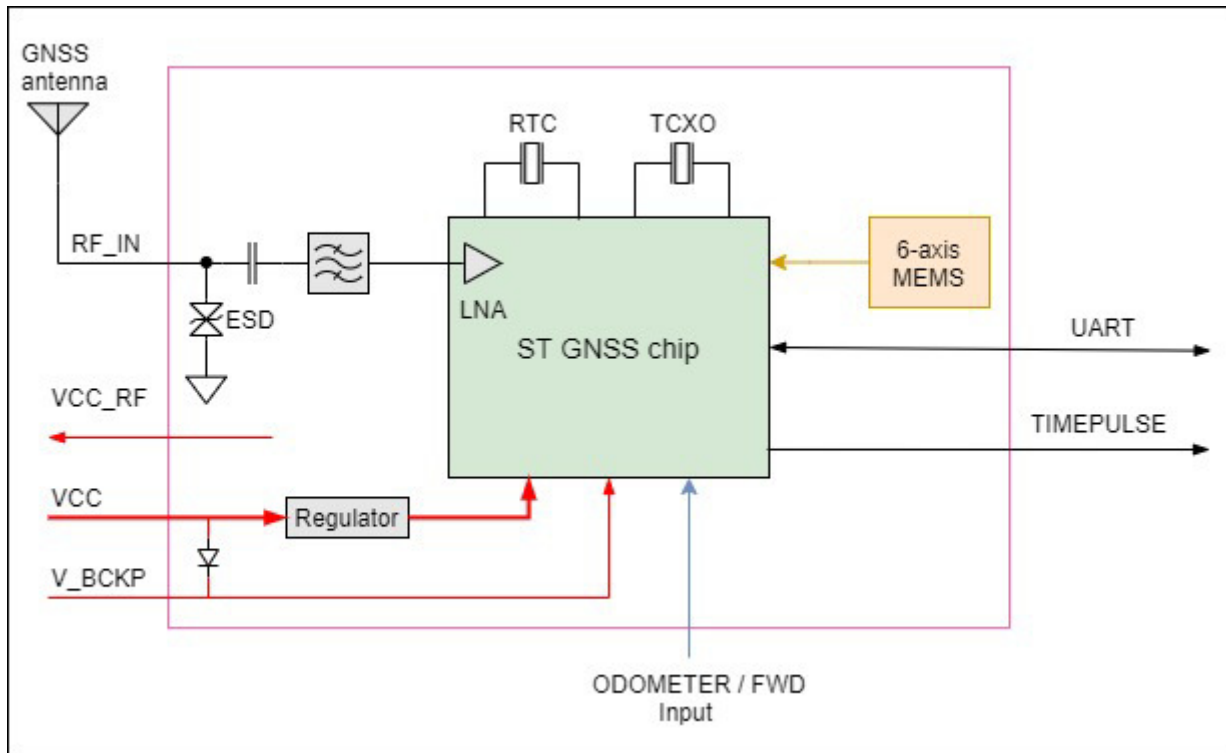 GNSS
antenna
RTC
TCXO
RF_IN
6-axis
MEMS
ESD
LNA
UART
ST GNSS chip
VCC_RF
TIMEPULSE
VCC
Regulator
V_BCKP
ODOMETER / FWD
Input